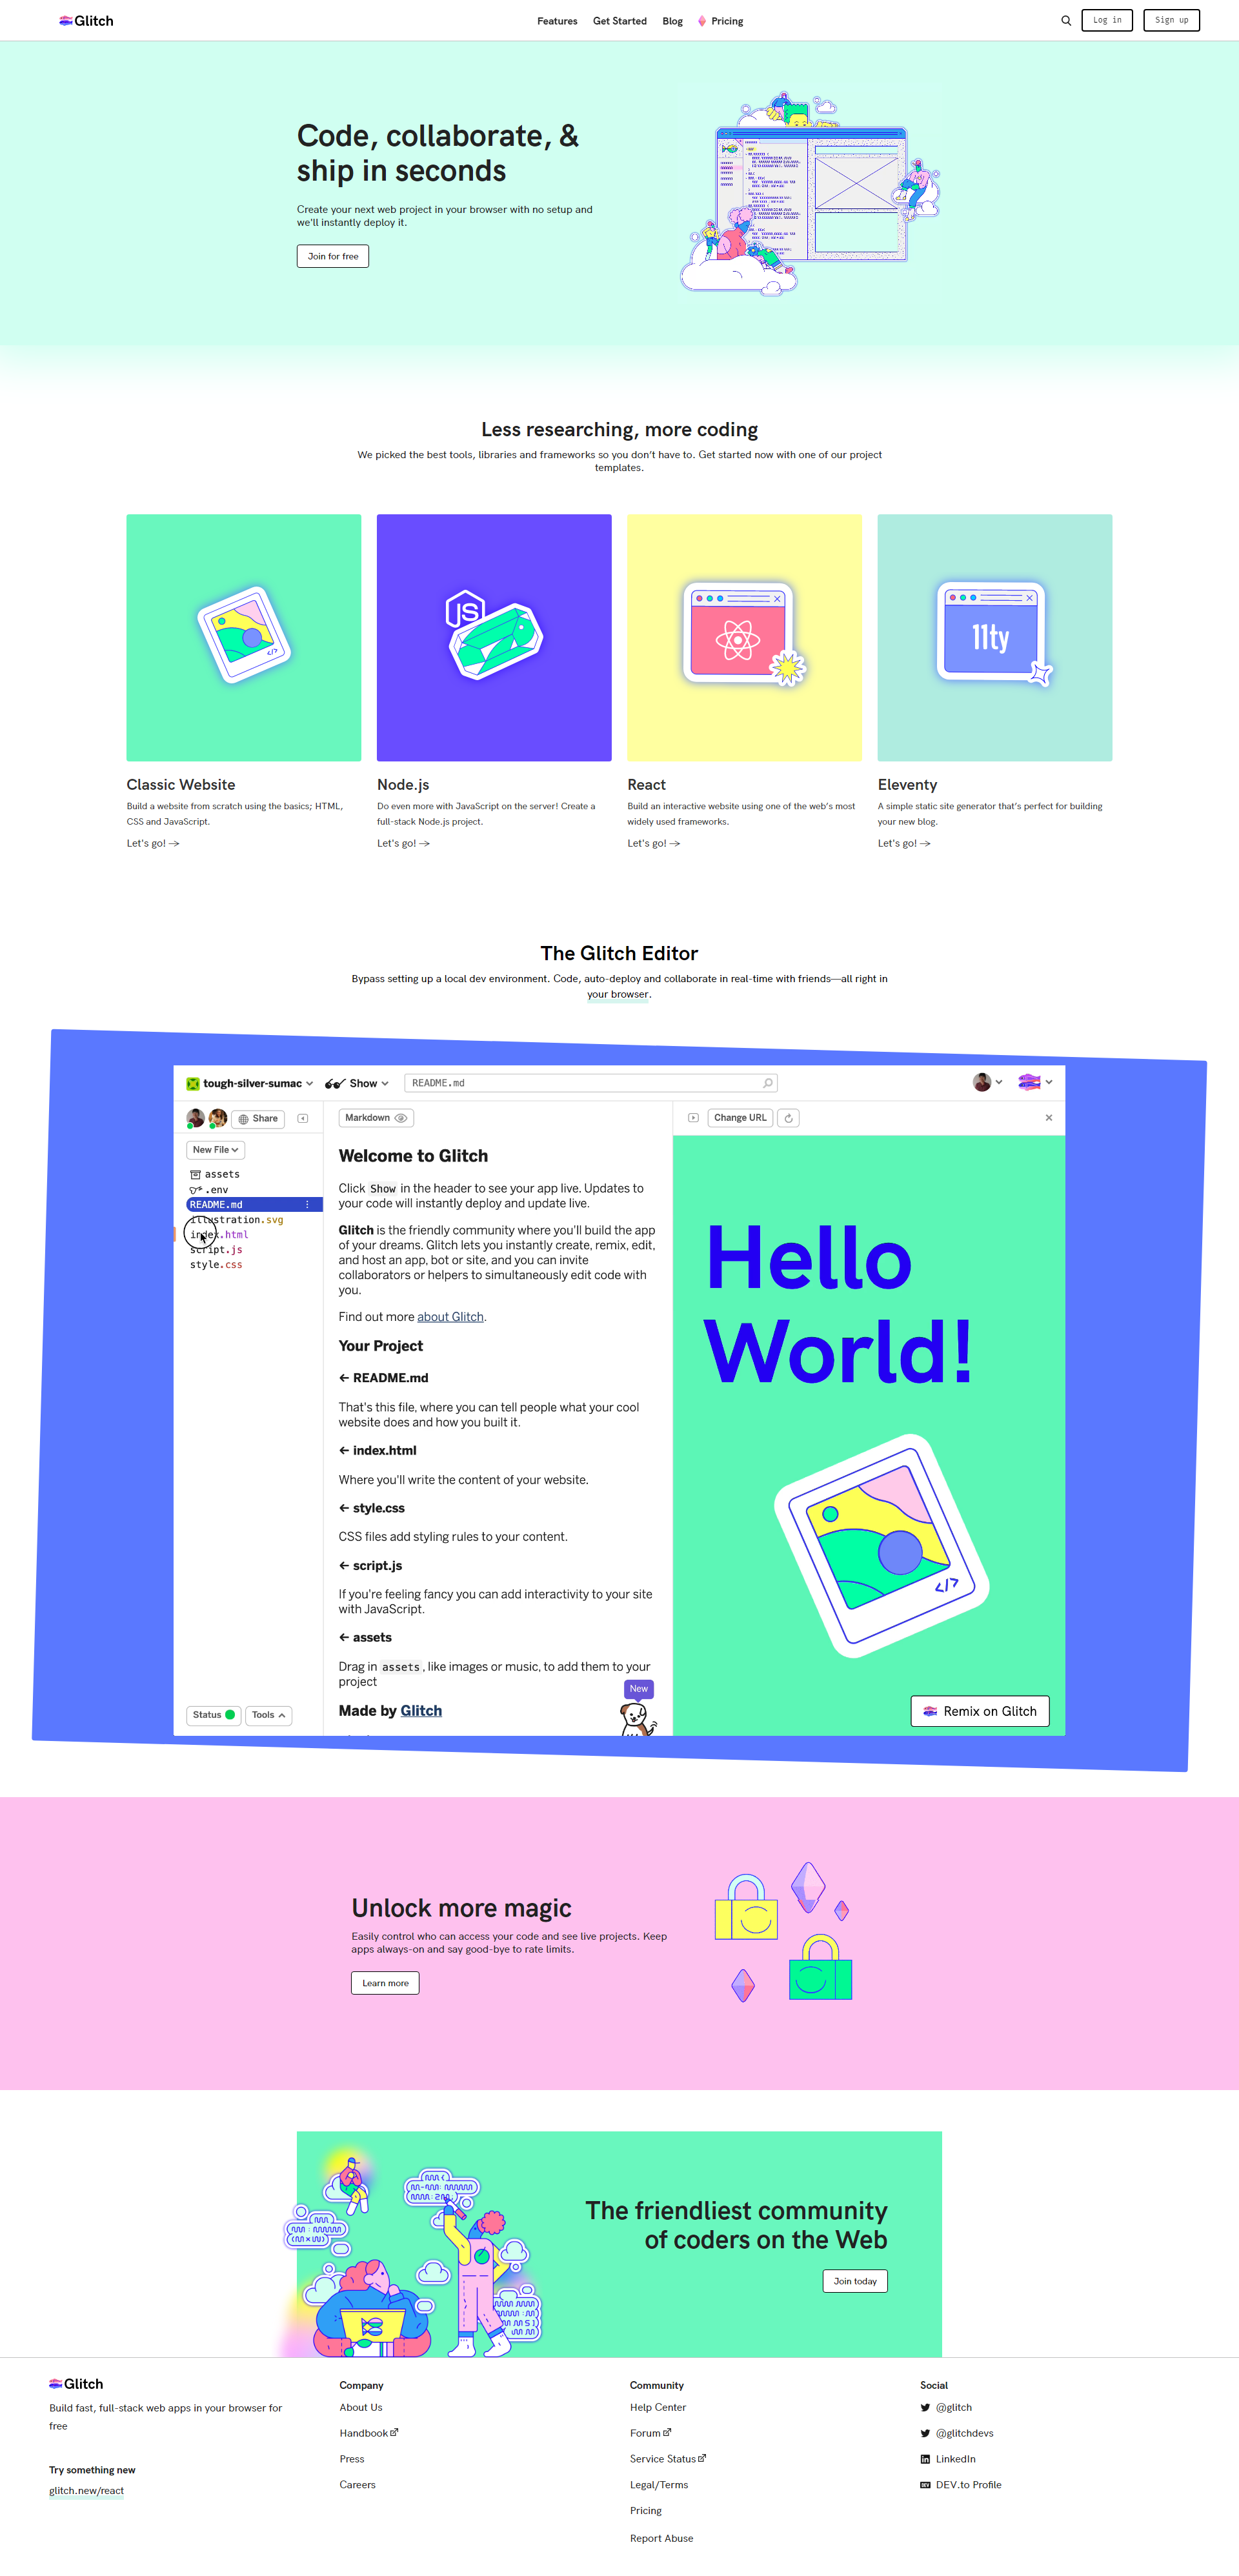 Glitch
Features
Get Started
Blog
Pricing
Log in
Sign up
Code, collaborate, &
ship in seconds
Create your next web project in your browser with no setup and
we'll instantly deploy it.
Join for free
Less researching, more coding
We picked the best tools, libraries and frameworks so you don’t have to. Get started now with one of our project
templates.
JS
11ty
Classic Website
Build a website from scratch using the basics; HTML,
CSS and JavaScript.
Let's go! →
Node.js
Do even more with JavaScript on the server! Create a
full-stack Node.js project.
Let's go! →
React
Build an interactive website using one of the web’s most
widely used frameworks.
Let's go! →
Eleventy
A simple static site generator that’s perfect for building
your new blog.
Let's go! →
The Glitch Editor
Bypass setting up a local dev environment. Code, auto-deploy and collaborate in real-time with friends—all right in
your browser.
tough-silver-sumac
Show
README.md
Share
New File
assets
.env
README.md
illustration.svg
index.html
script.js
style.css
Status
Tools
Markdown
Welcome to Glitch
Click Show in the header to see your app live. Updates to
your code will instantly deploy and update live.
Glitch is the friendly community where you'll build the app
of your dreams. Glitch lets you instantly create, remix, edit,
and host an app, bot or site, and you can invite
collaborators or helpers to simultaneously edit code with
you.
Find out more about Glitch.
Your Project
← README.md
That's this file, where you can tell people what your cool
website does and how you built it.
← index.html
Where you'll write the content of your website.
← style.css
CSS files add styling rules to your content.
← script.js
If you're feeling fancy you can add interactivity to your site
with JavaScript.
← assets
Drag in assets, like images or music, to add them to your
project
Made by Glitch
New
Change URL
Hello
World!
</>
Remix on Glitch
Unlock more magic
Easily control who can access your code and see live projects. Keep
apps always-on and say good-bye to rate limits.
Learn more
The friendliest community
of coders on the Web
Join today
Glitch
Build fast, full-stack web apps in your browser for
free
Try something new
glitch.new/react
Company
About Us
Handbook
Press
Careers
Community
Help Center
Forum
Service Status
Legal/Terms
Pricing
Report Abuse
Social
@glitch
@glitchdevs
LinkedIn
DEV.to Profile